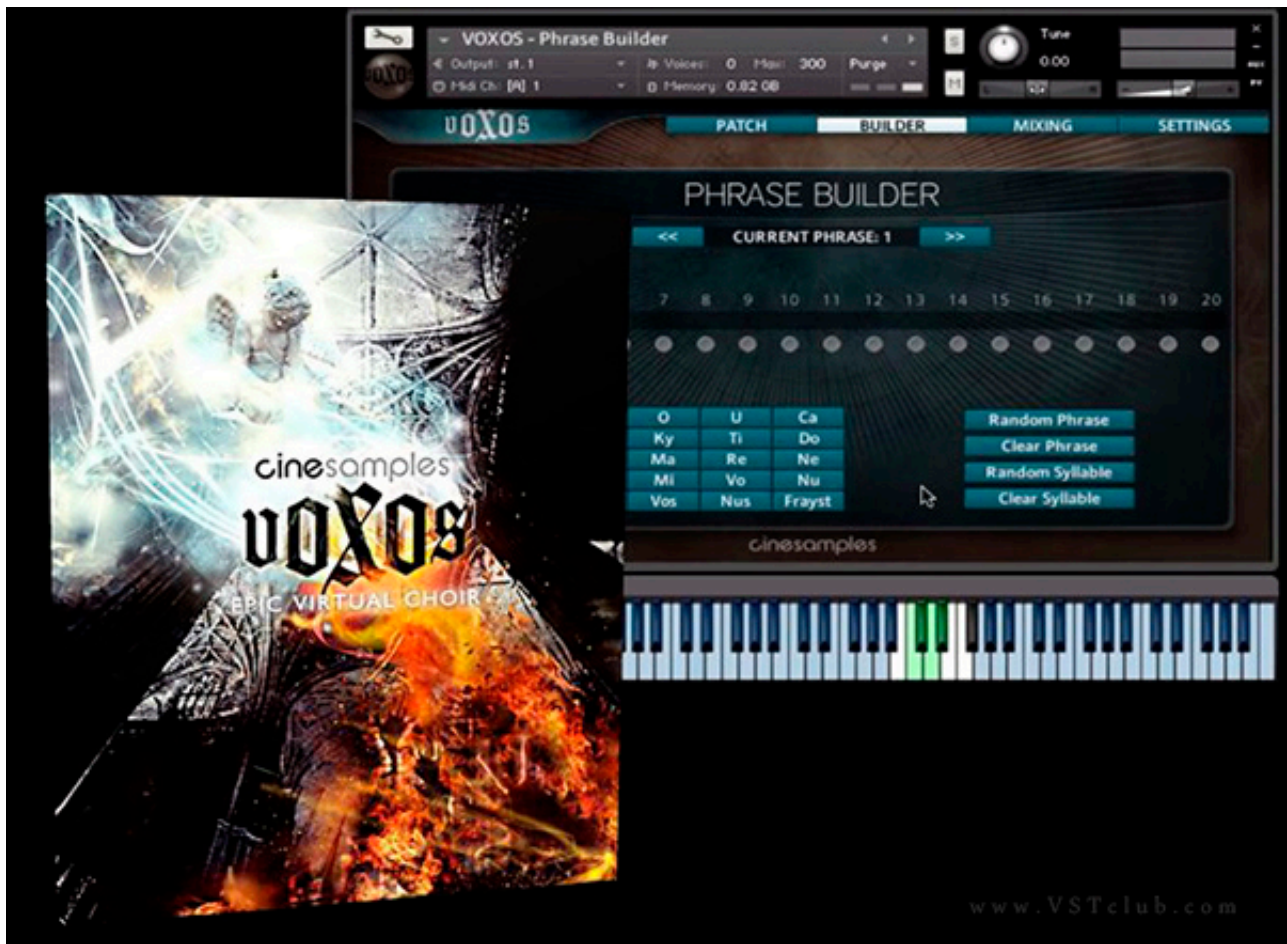 VOXOS - Phrase Builder
Output: st.1
Voices: 0 Max: 300 Purge
Midi Ch: [A] 1
Memory: 0.82 GB
S
M
Tune
0.00
L R
AUX
PV
VOXOS
PATCH BUILDER MIXING SETTINGS
PHRASE BUILDER
<< CURRENT PHRASE: 1 >>
7 8 9 10 11 12 13 14 15 16 17 18 19 20
O U Ca
Ky Ti Do
Ma Re Ne
Mi Vo Nu
Vos Nus Frayst
Random Phrase
Clear Phrase
Random Syllable
Clear Syllable
cinesamples
cinesamples
VOXOS
EPIC VIRTUAL CHOIR
www.VSTclub.com